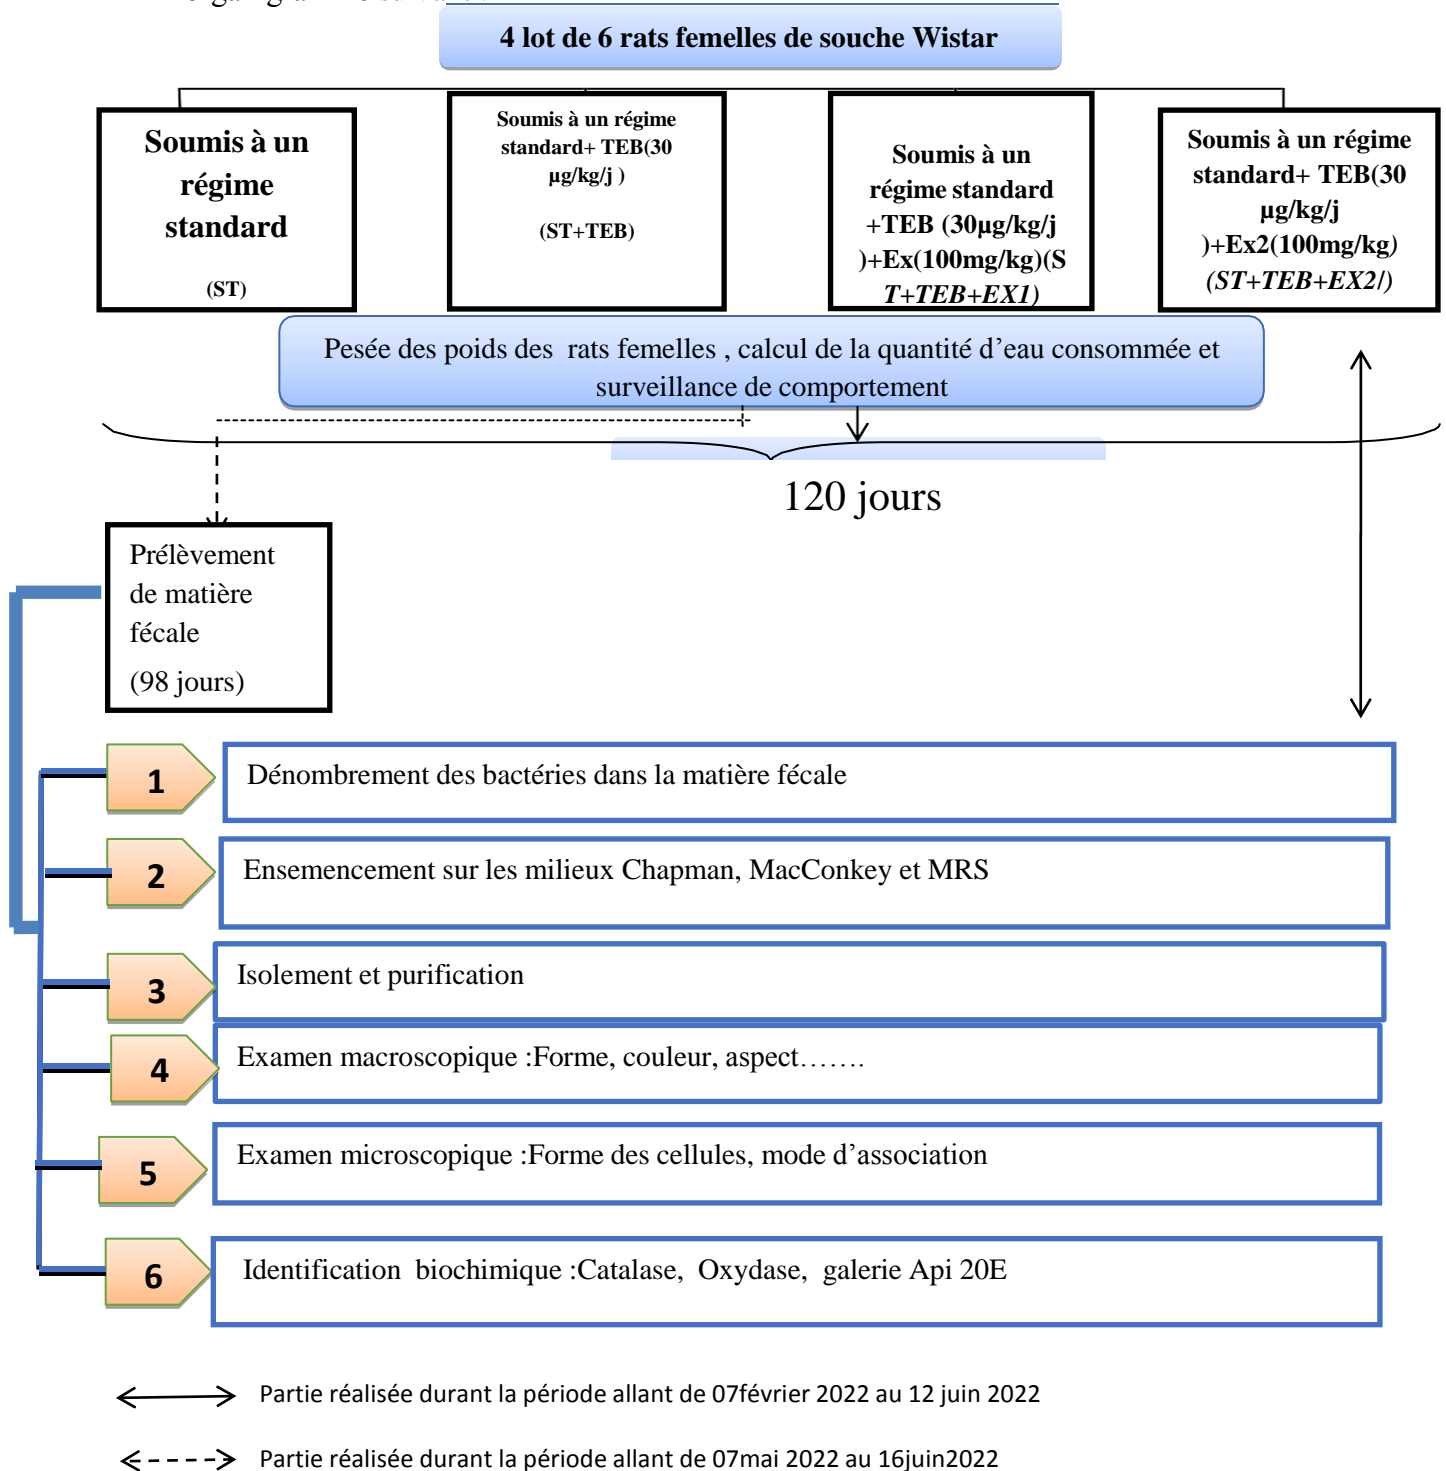 4 lot de 6 rats femelles de souche Wistar
Soumis à un
régime
standard
(ST)
Soumis à un régime
standard+ TEB(30
µg/kg/j )
(ST+TEB)
Soumis à un
régime standard
+TEB (30µg/kg/j
)+Ex(100mg/kg)(S
T+TEB+EX1)
Soumis à un régime
standard+ TEB(30
µg/kg/j
)+Ex2(100mg/kg)
(ST+TEB+EX2/)
Pesée des poids des rats femelles , calcul de la quantité d’eau consommée et
surveillance de comportement
120 jours
Prélèvement
de matière
fécale
(98 jours)
1 Dénombrement des bactéries dans la matière fécale
2 Ensemencement sur les milieux Chapman, MacConkey et MRS
3 Isolement et purification
4 Examen macroscopique :Forme, couleur, aspect…….
5 Examen microscopique :Forme des cellules, mode d’association
6 Identification biochimique :Catalase, Oxydase, galerie Api 20E
Partie réalisée durant la période allant de 07février 2022 au 12 juin 2022
Partie réalisée durant la période allant de 07mai 2022 au 16juin2022